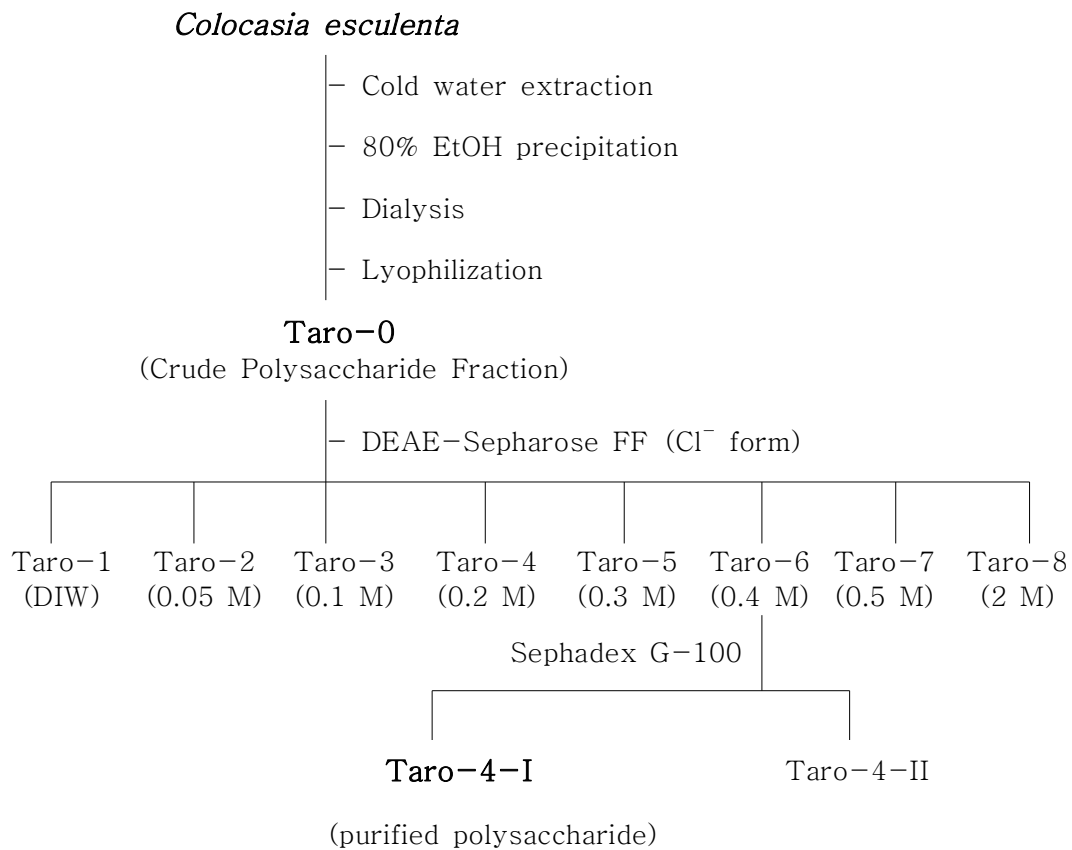 Colocasia esculenta
Cold water extraction
80% EtOH precipitation
Dialysis
Lyophilization
Taro-0
(Crude Polysaccharide Fraction)
DEAE-Sepharose FF (Cl⁻ form)
Taro-1 Taro-2 Taro-3 Taro-4 Taro-5 Taro-6 Taro-7 Taro-8
(DIW) (0.05 M) (0.1 M) (0.2 M) (0.3 M) (0.4 M) (0.5 M) (2 M)
Sephadex G-100
Taro-4-I Taro-4-II
(purified polysaccharide)